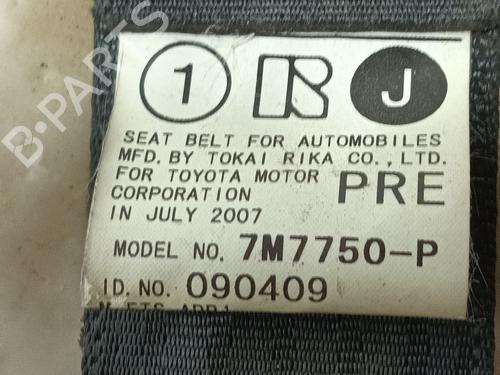 1 R J
SEAT BELT FOR AUTOMOBILES
MFD. BY TOKAI RIKA CO., LTD.
FOR TOYOTA MOTOR
CORPORATION
PRE
IN JULY 2007
MODEL NO. 7M7750-P
ID. NO. 090409
B-PARTS